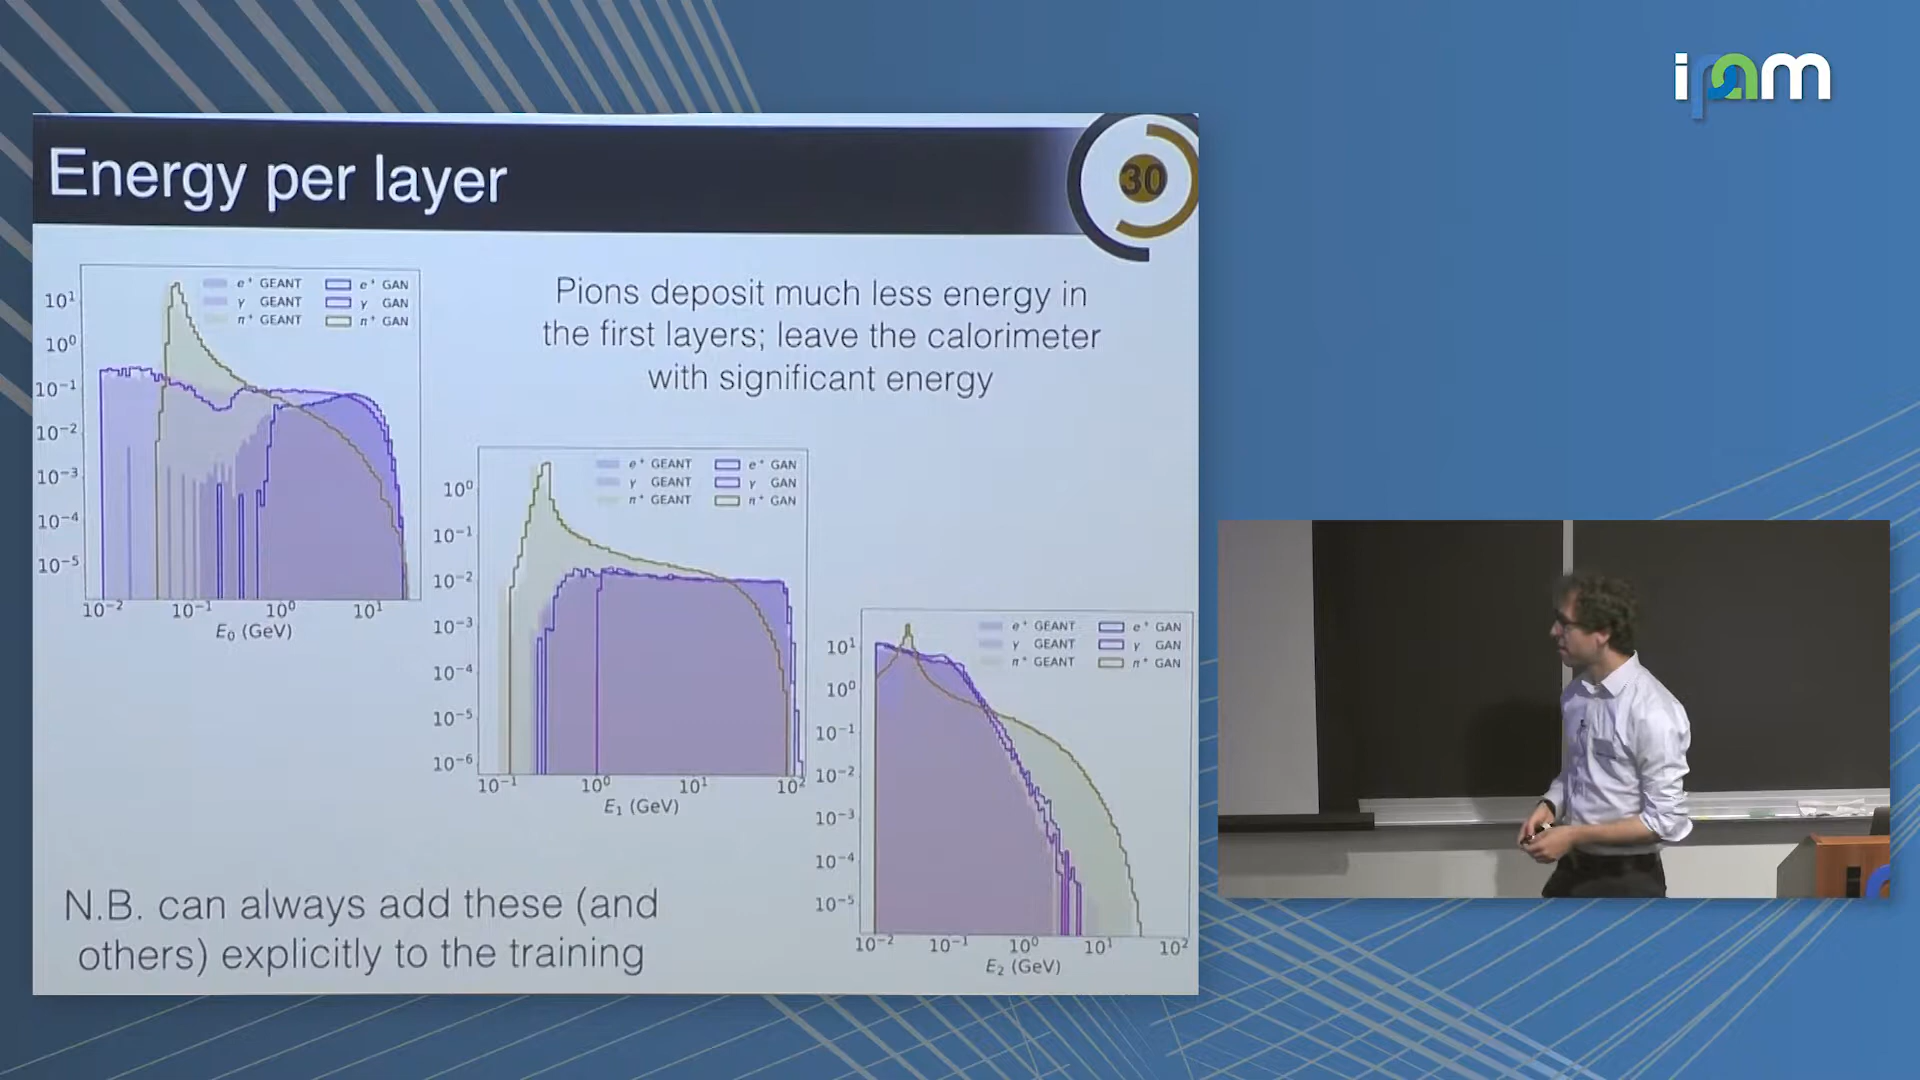 ipam
Energy per layer
30
Pions deposit much less energy in
the first layers; leave the calorimeter
with significant energy
e⁺ GEANT e⁺ GAN
γ GEANT γ GAN
π⁺ GEANT π⁺ GAN
10¹
10⁰
10⁻¹
10⁻²
10⁻³
10⁻⁴
10⁻⁵
10⁻² 10⁻¹ 10⁰ 10¹
E₀ (GeV)
e⁺ GEANT e⁺ GAN
γ GEANT γ GAN
π⁺ GEANT π⁺ GAN
10⁰
10⁻¹
10⁻²
10⁻³
10⁻⁴
10⁻⁵
10⁻⁶
10⁻¹ 10⁰ 10¹ 10²
E₁ (GeV)
e⁺ GEANT e⁺ GAN
γ GEANT γ GAN
π⁺ GEANT π⁺ GAN
10¹
10⁰
10⁻¹
10⁻²
10⁻³
10⁻⁴
10⁻⁵
10⁻² 10⁻¹ 10⁰ 10¹ 10²
E₂ (GeV)
N.B. can always add these (and
others) explicitly to the training